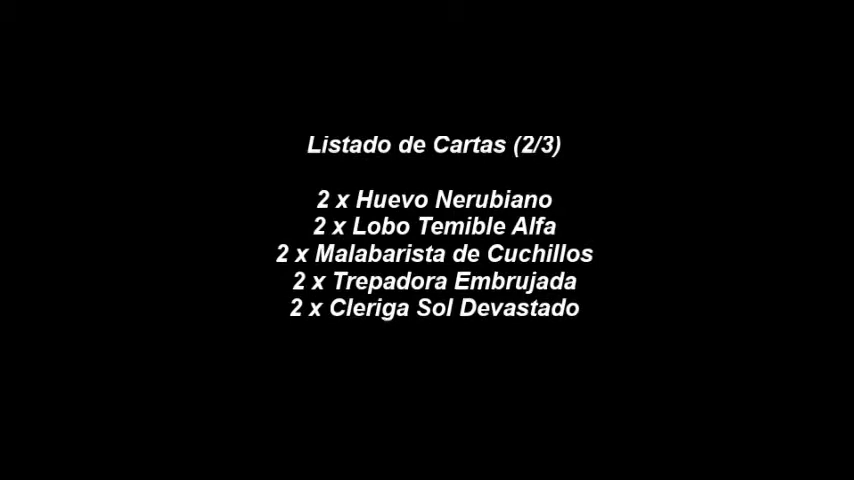 Listado de Cartas (2/3)
2 x Huevo Nerubiano
2 x Lobo Temible Alfa
2 x Malabarista de Cuchillos
2 x Trepadora Embrujada
2 x Cleriga Sol Devastado